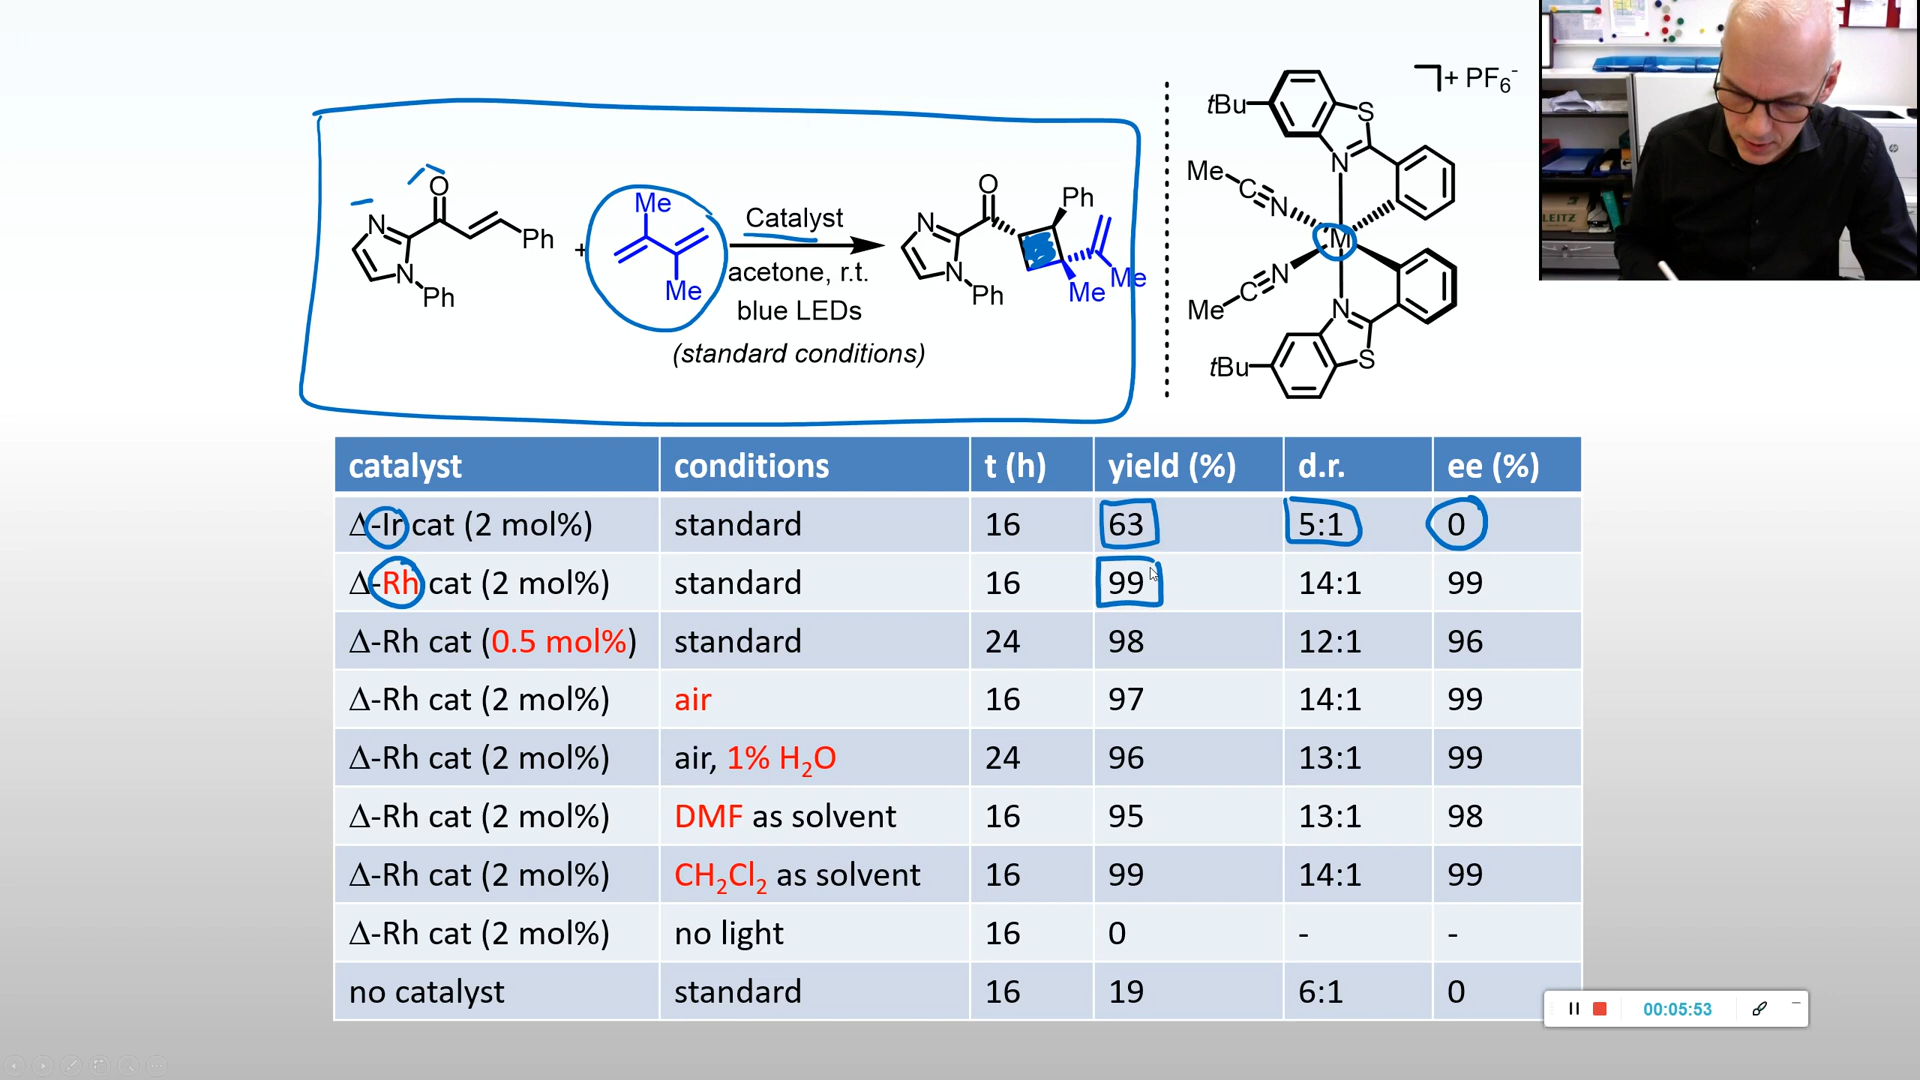 tBu
S
N
Me
C
N
M
N
C
Me
N
S
tBu
]+ PF6-
O
N
N
Ph
Ph
+
Me
Me
Catalyst
acetone, r.t.
blue LEDs
(standard conditions)
O
N
N
Ph
Ph
Me
Me
LEITZ
catalyst conditions t (h) yield (%) d.r. ee (%)
Δ-Ir cat (2 mol%) standard 16 63 5:1 0
Δ-Rh cat (2 mol%) standard 16 99 14:1 99
Δ-Rh cat (0.5 mol%) standard 24 98 12:1 96
Δ-Rh cat (2 mol%) air 16 97 14:1 99
Δ-Rh cat (2 mol%) air, 1% H2O 24 96 13:1 99
Δ-Rh cat (2 mol%) DMF as solvent 16 95 13:1 98
Δ-Rh cat (2 mol%) CH2Cl2 as solvent 16 99 14:1 99
Δ-Rh cat (2 mol%) no light 16 0 - -
no catalyst standard 16 19 6:1 0
00:05:53